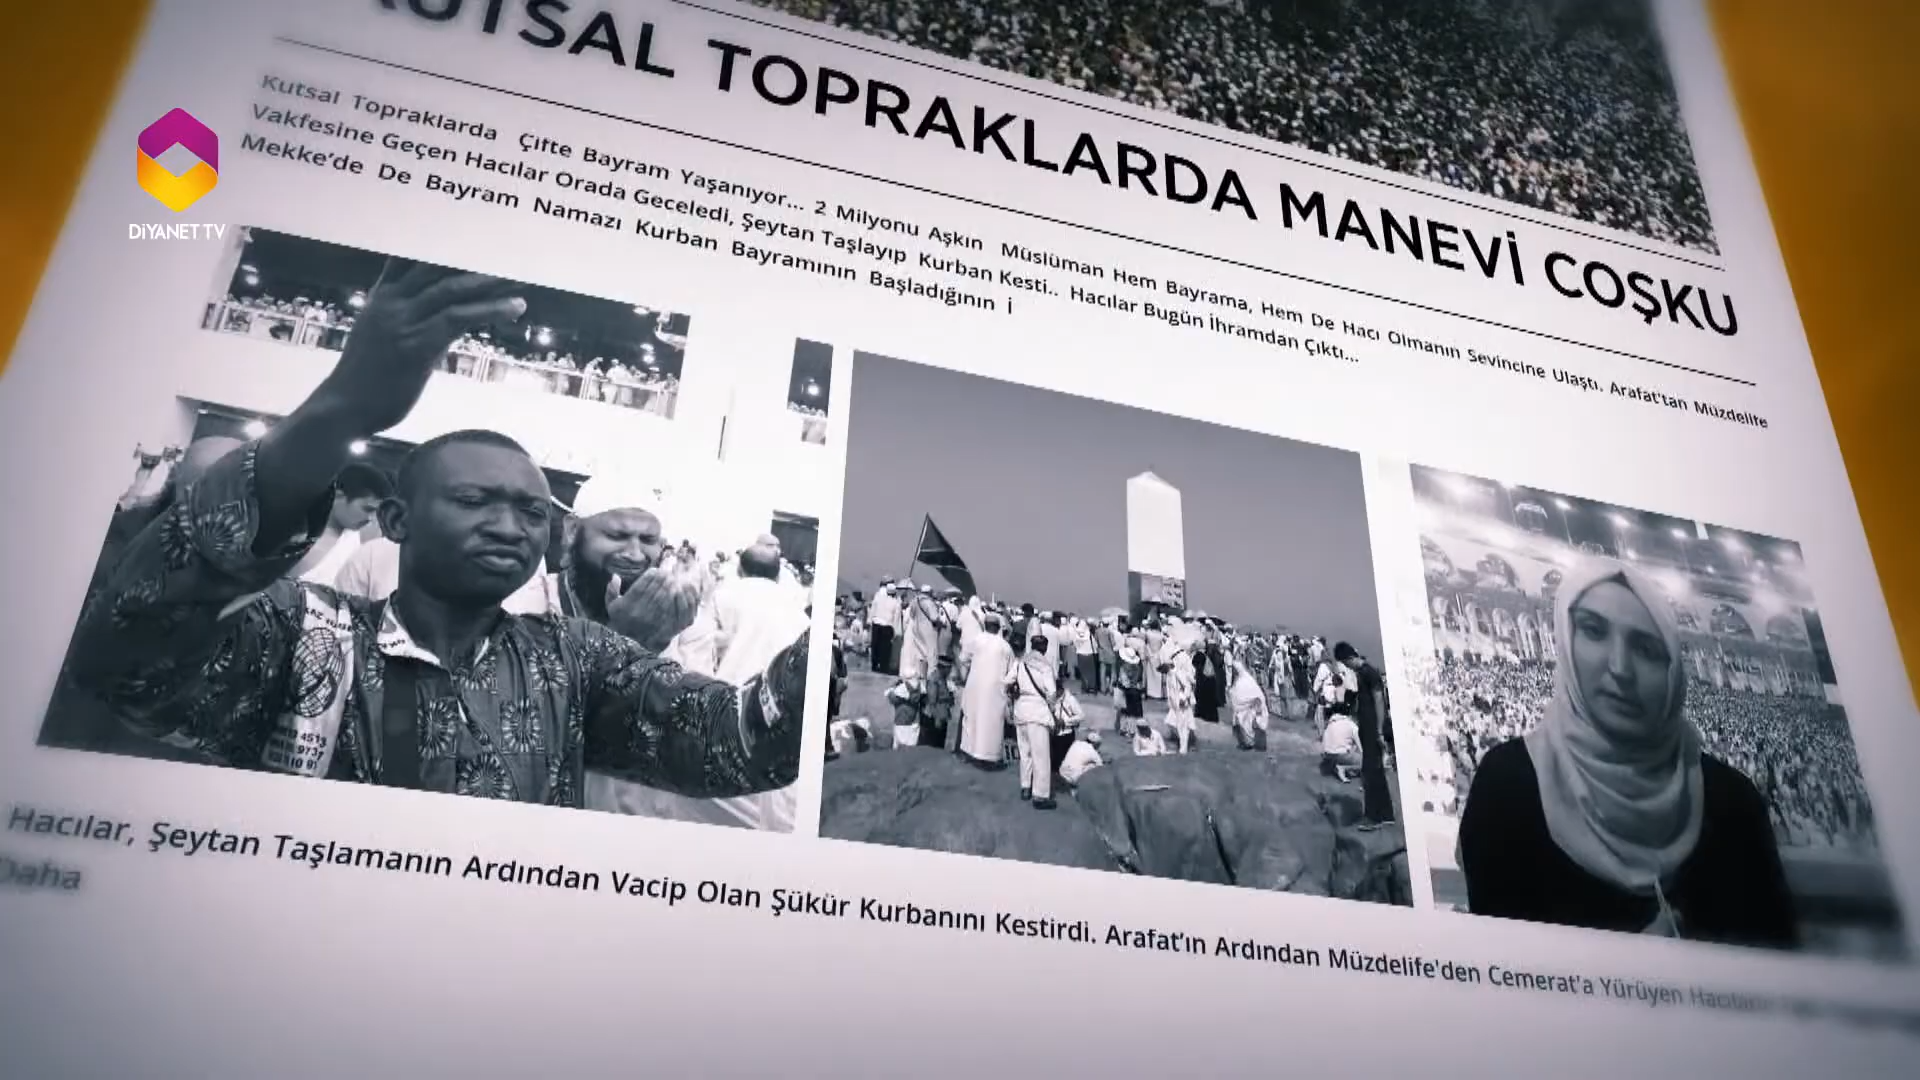 KUTSAL TOPRAKLARDA MANEVİ COŞKU
Kutsal Topraklarda Çifte Bayram Yaşanıyor... 2 Milyonu Aşkın Müslüman Hem Bayrama, Hem De Hacı Olmanın Sevincine Ulaştı. Arafat'tan Müzdelife
Vakfesine Geçen Hacılar Orada Geceledi, Şeytan Taşlayıp Kurban Kesti.. Hacılar Bugün İhramdan Çıktı...
Mekke'de De Bayram Namazı Kurban Bayramının Başladığının İ
DİYANET TV
Hacılar, Şeytan Taşlamanın Ardından Vacip Olan Şükür Kurbanını Kestirdi. Arafat'ın Ardından Müzdelife'den Cemerat'a Yürüyen
Daha